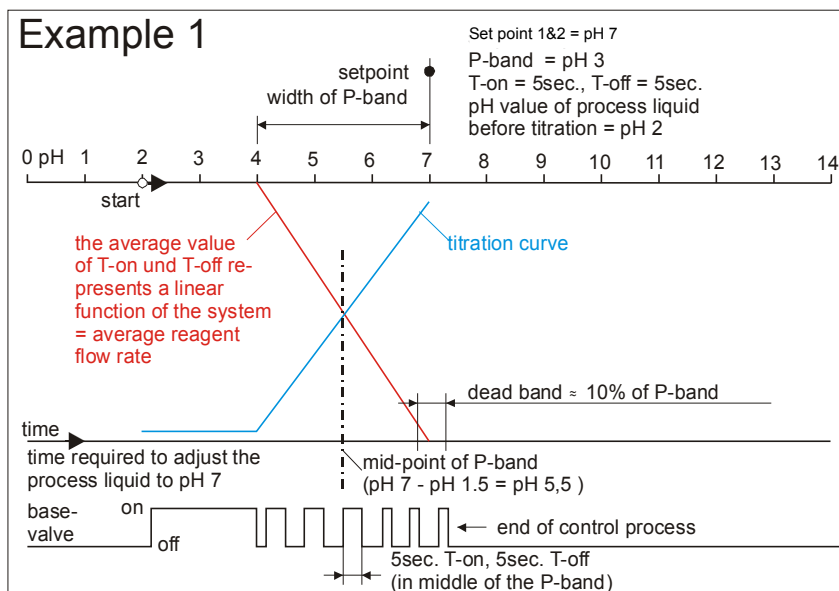 Example 1
Set point 1&2 = pH 7
P-band = pH 3
T-on = 5sec., T-off = 5sec.
pH value of process liquid
before titration = pH 2
setpoint
width of P-band
0 pH 1 2 3 4 5 6 7 8 9 10 11 12 13 14
start
the average value
of T-on und T-off re-
presents a linear
function of the system
= average reagent
flow rate
titration curve
dead band ≈ 10% of P-band
time
time required to adjust the
process liquid to pH 7
mid-point of P-band
(pH 7 - pH 1.5 = pH 5,5 )
base-
valve
on
off
end of control process
5sec. T-on, 5sec. T-off
(in middle of the P-band)